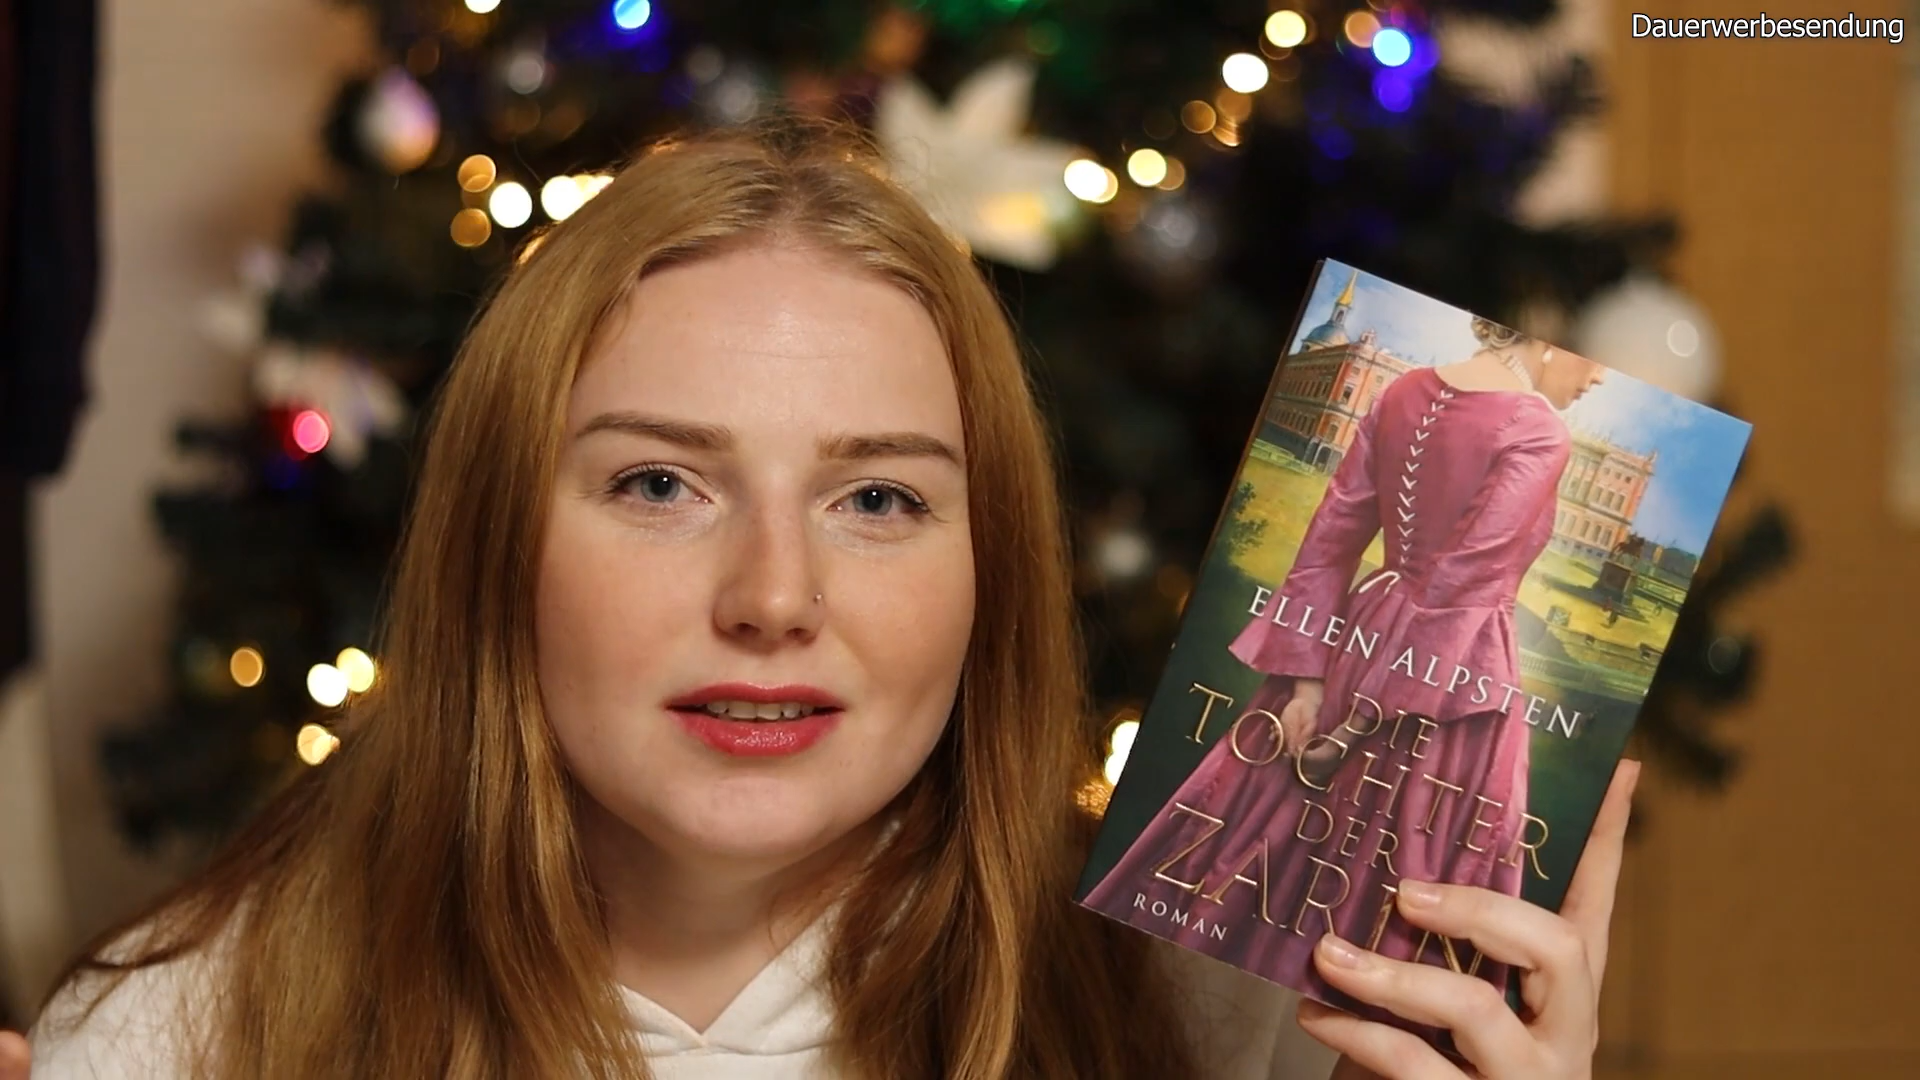 Dauerwerbesendung
ELLEN ALPSTEN
DIE
TOCHTER
DER
ZARIN
ROMAN